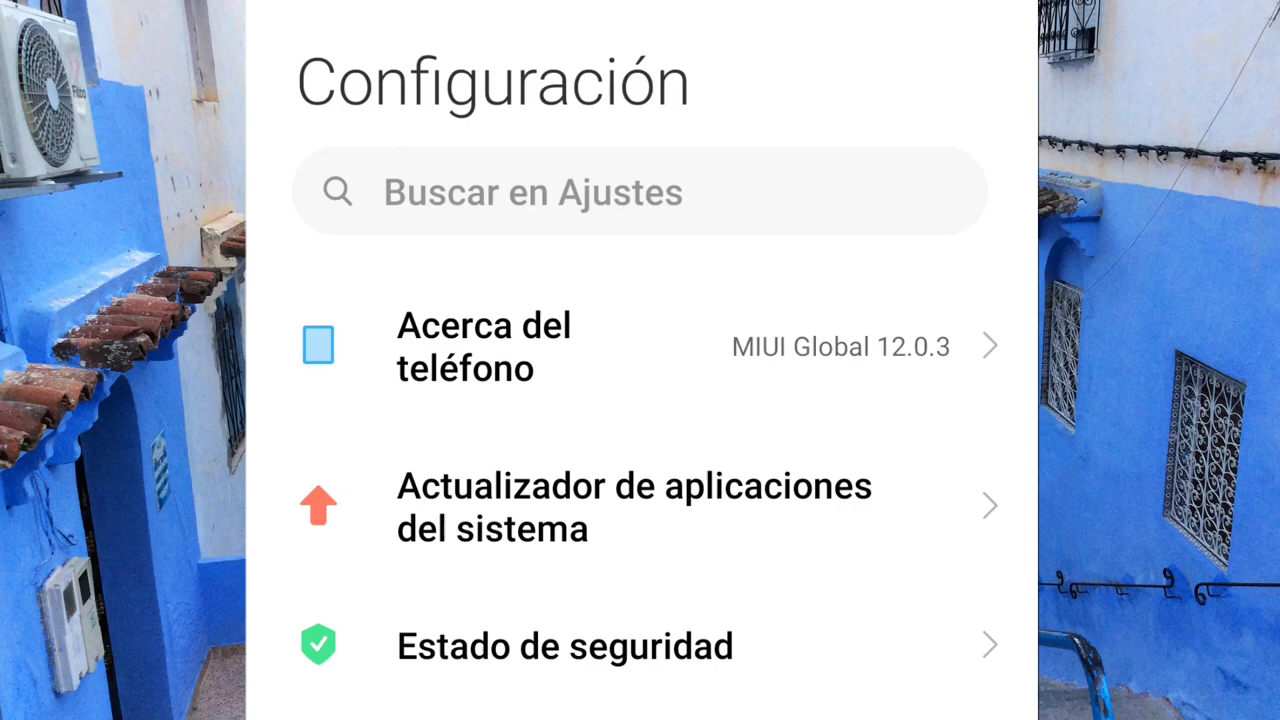 Configuración
Buscar en Ajustes
Acerca del
teléfono
MIUI Global 12.0.3
Actualizador de aplicaciones
del sistema
Estado de seguridad